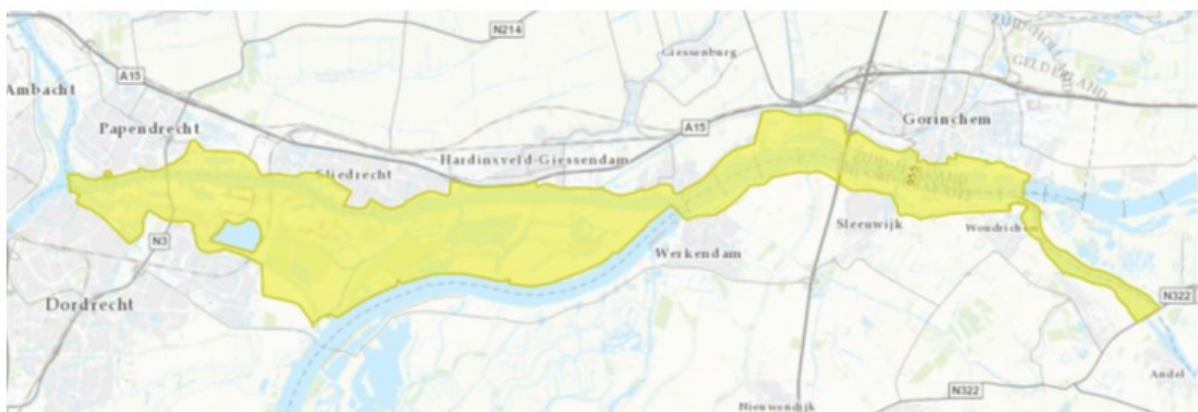 N214
ZUID-HOLLAND
GELDERLAND
Giessenburg
A15
Ambacht
Papendrecht
A15
Gorinchem
Hardinxveld-Giessendam
Sliedrecht
Sleeuwijk
Woudrichem
N3
Werkendam
Dordrecht
N322
Andel
N322
Nieuwendijk